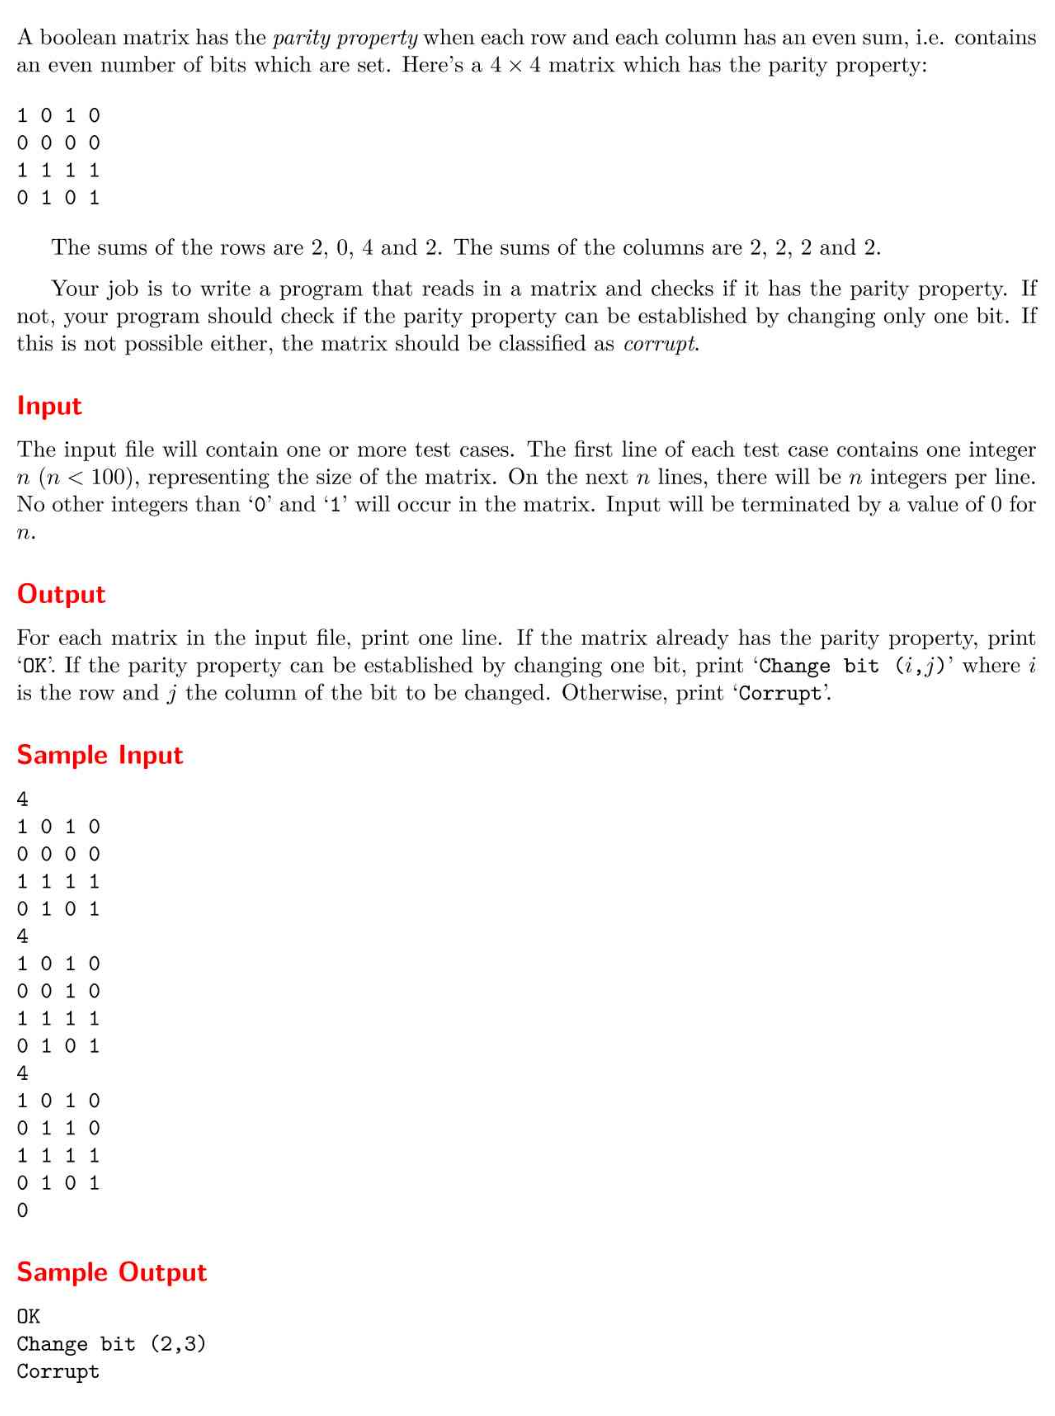 A boolean matrix has the parity property when each row and each column has an even sum, i.e. contains
an even number of bits which are set. Here's a 4 × 4 matrix which has the parity property:
1 0 1 0
0 0 0 0
1 1 1 1
0 1 0 1
The sums of the rows are 2, 0, 4 and 2. The sums of the columns are 2, 2, 2 and 2.
Your job is to write a program that reads in a matrix and checks if it has the parity property. If
not, your program should check if the parity property can be established by changing only one bit. If
this is not possible either, the matrix should be classified as corrupt.
Input
The input file will contain one or more test cases. The first line of each test case contains one integer
n (n < 100), representing the size of the matrix. On the next n lines, there will be n integers per line.
No other integers than ‘0’ and ‘1’ will occur in the matrix. Input will be terminated by a value of 0 for
n.
Output
For each matrix in the input file, print one line. If the matrix already has the parity property, print
‘OK’. If the parity property can be established by changing one bit, print ‘Change bit (i,j)’ where i
is the row and j the column of the bit to be changed. Otherwise, print ‘Corrupt’.
Sample Input
4
1 0 1 0
0 0 0 0
1 1 1 1
0 1 0 1
4
1 0 1 0
0 0 1 0
1 1 1 1
0 1 0 1
4
1 0 1 0
0 1 1 0
1 1 1 1
0 1 0 1
0
Sample Output
OK
Change bit (2,3)
Corrupt